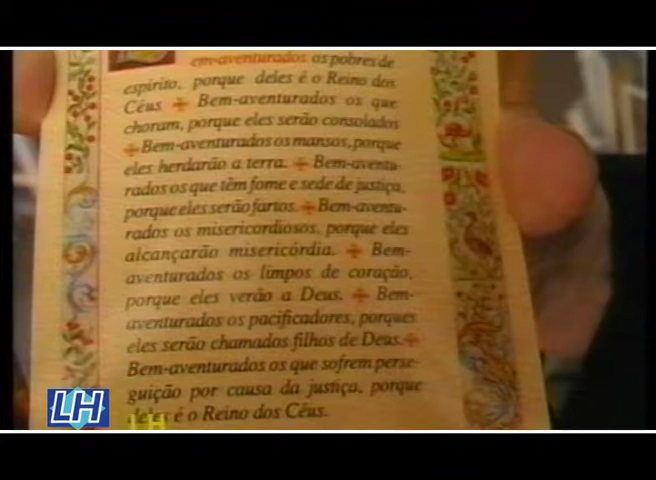 em-aventurados os pobres de
espírito, porque deles é o Reino dos
Céus + Bem-aventurados os que
choram, porque eles serão consolados
+ Bem-aventurados os mansos, porque
eles herdarão a terra. + Bem-aventu-
rados os que têm fome e sede de justiça,
porque eles serão fartos. + Bem-aventu-
rados os misericordiosos, porque eles
alcançarão misericórdia. + Bem-
aventurados os limpos de coração,
porque eles verão a Deus. + Bem-
aventurados os pacificadores, porques
eles serão chamados filhos de Deus. +
Bem-aventurados os que sofrem perse-
guição por causa da justiça, porque
deles é o Reino dos Céus.
LH
LH